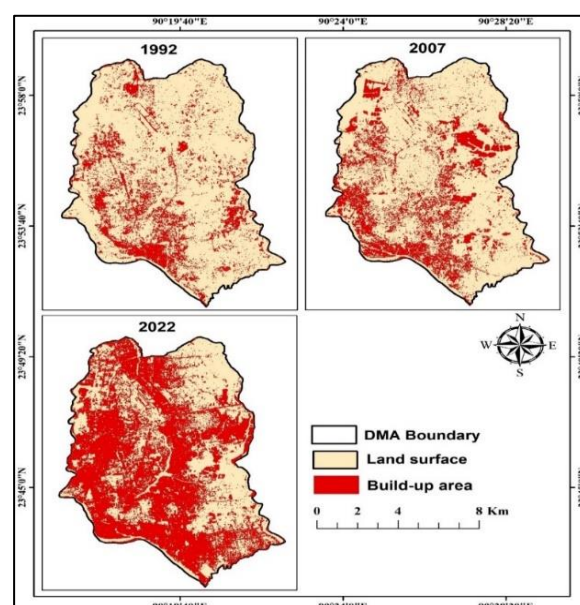 90°19'40"E 90°24'0"E 90°28'20"E
1992
2007
23°58'0"N
23°53'40"N
2022
23°49'20"N
23°45'0"N
N
W E
S
DMA Boundary
Land surface
Build-up area
0 2 4 8 Km